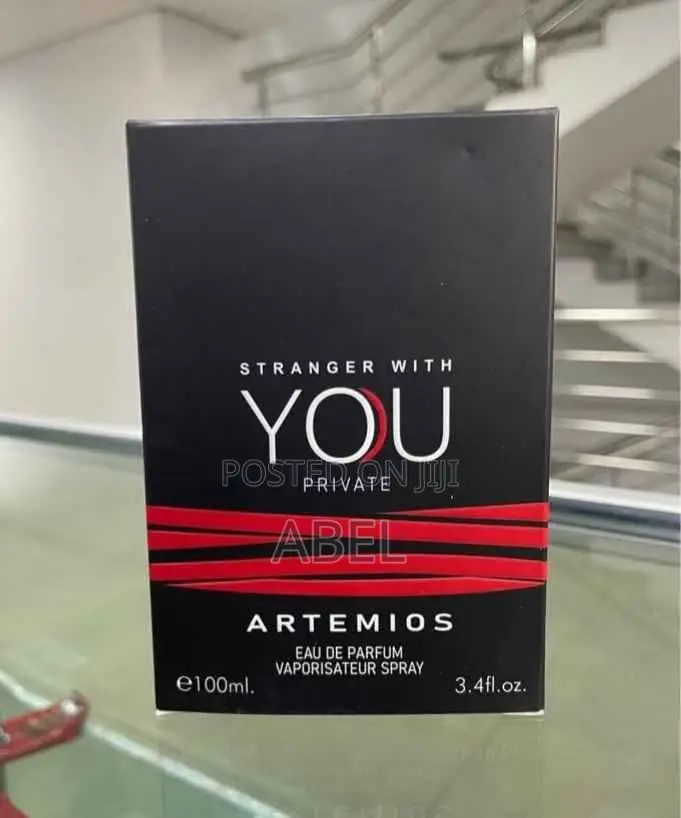 STRANGER WITH
YOU
POSTED ON JIJI
PRIVATE
ABEL
ARTEMIOS
EAU DE PARFUM
VAPORISATEUR SPRAY
℮100ml.
3.4fl.oz.